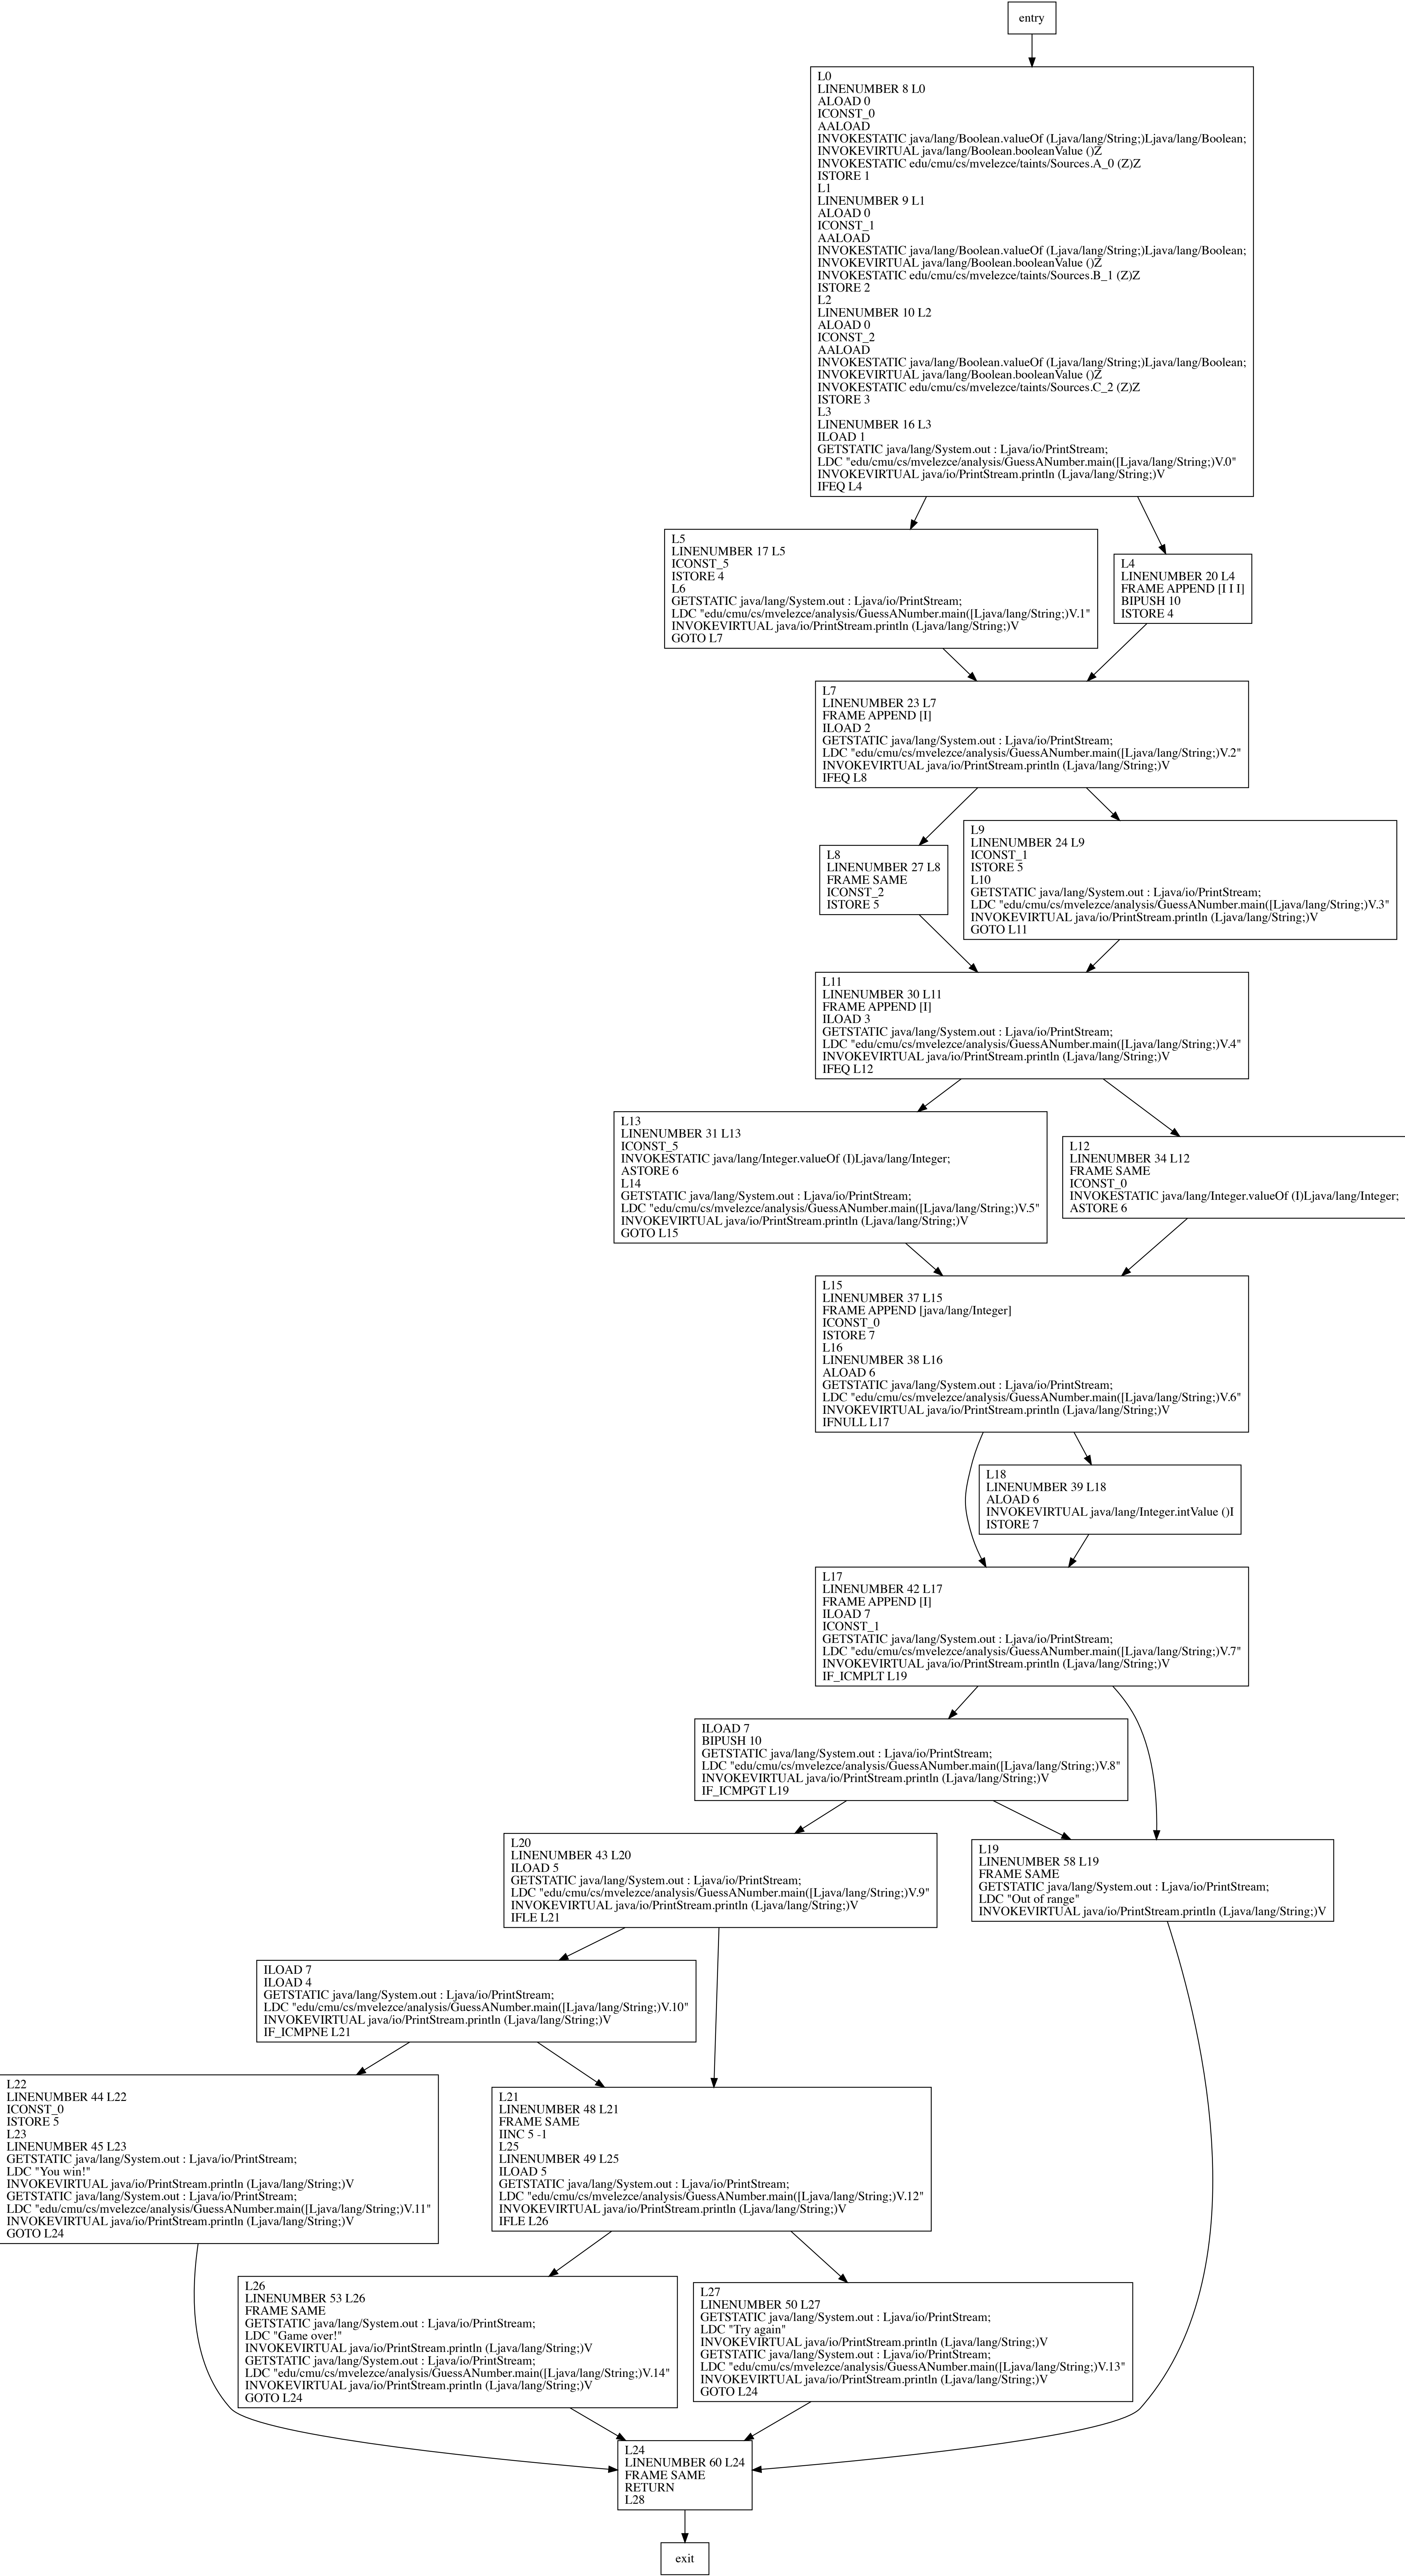 entry
L0
LINENUMBER 8 L0
ALOAD 0
ICONST_0
AALOAD
INVOKESTATIC java/lang/Boolean.valueOf (Ljava/lang/String;)Ljava/lang/Boolean;
INVOKEVIRTUAL java/lang/Boolean.booleanValue ()Z
INVOKESTATIC edu/cmu/cs/mvelezce/taints/Sources.A_0 (Z)Z
ISTORE 1
L1
LINENUMBER 9 L1
ALOAD 0
ICONST_1
AALOAD
INVOKESTATIC java/lang/Boolean.valueOf (Ljava/lang/String;)Ljava/lang/Boolean;
INVOKEVIRTUAL java/lang/Boolean.booleanValue ()Z
INVOKESTATIC edu/cmu/cs/mvelezce/taints/Sources.B_1 (Z)Z
ISTORE 2
L2
LINENUMBER 10 L2
ALOAD 0
ICONST_2
AALOAD
INVOKESTATIC java/lang/Boolean.valueOf (Ljava/lang/String;)Ljava/lang/Boolean;
INVOKEVIRTUAL java/lang/Boolean.booleanValue ()Z
INVOKESTATIC edu/cmu/cs/mvelezce/taints/Sources.C_2 (Z)Z
ISTORE 3
L3
LINENUMBER 16 L3
ILOAD 1
GETSTATIC java/lang/System.out : Ljava/io/PrintStream;
LDC "edu/cmu/cs/mvelezce/analysis/GuessANumber.main([Ljava/lang/String;)V.0"
INVOKEVIRTUAL java/io/PrintStream.println (Ljava/lang/String;)V
IFEQ L4
L5
LINENUMBER 17 L5
ICONST_5
ISTORE 4
L6
GETSTATIC java/lang/System.out : Ljava/io/PrintStream;
LDC "edu/cmu/cs/mvelezce/analysis/GuessANumber.main([Ljava/lang/String;)V.1"
INVOKEVIRTUAL java/io/PrintStream.println (Ljava/lang/String;)V
GOTO L7
L4
LINENUMBER 20 L4
FRAME APPEND [I I I]
BIPUSH 10
ISTORE 4
L7
LINENUMBER 23 L7
FRAME APPEND [I]
ILOAD 2
GETSTATIC java/lang/System.out : Ljava/io/PrintStream;
LDC "edu/cmu/cs/mvelezce/analysis/GuessANumber.main([Ljava/lang/String;)V.2"
INVOKEVIRTUAL java/io/PrintStream.println (Ljava/lang/String;)V
IFEQ L8
L8
LINENUMBER 27 L8
FRAME SAME
ICONST_2
ISTORE 5
L9
LINENUMBER 24 L9
ICONST_1
ISTORE 5
L10
GETSTATIC java/lang/System.out : Ljava/io/PrintStream;
LDC "edu/cmu/cs/mvelezce/analysis/GuessANumber.main([Ljava/lang/String;)V.3"
INVOKEVIRTUAL java/io/PrintStream.println (Ljava/lang/String;)V
GOTO L11
L11
LINENUMBER 30 L11
FRAME APPEND [I]
ILOAD 3
GETSTATIC java/lang/System.out : Ljava/io/PrintStream;
LDC "edu/cmu/cs/mvelezce/analysis/GuessANumber.main([Ljava/lang/String;)V.4"
INVOKEVIRTUAL java/io/PrintStream.println (Ljava/lang/String;)V
IFEQ L12
L13
LINENUMBER 31 L13
ICONST_5
INVOKESTATIC java/lang/Integer.valueOf (I)Ljava/lang/Integer;
ASTORE 6
L14
GETSTATIC java/lang/System.out : Ljava/io/PrintStream;
LDC "edu/cmu/cs/mvelezce/analysis/GuessANumber.main([Ljava/lang/String;)V.5"
INVOKEVIRTUAL java/io/PrintStream.println (Ljava/lang/String;)V
GOTO L15
L12
LINENUMBER 34 L12
FRAME SAME
ICONST_0
INVOKESTATIC java/lang/Integer.valueOf (I)Ljava/lang/Integer;
ASTORE 6
L15
LINENUMBER 37 L15
FRAME APPEND [java/lang/Integer]
ICONST_0
ISTORE 7
L16
LINENUMBER 38 L16
ALOAD 6
GETSTATIC java/lang/System.out : Ljava/io/PrintStream;
LDC "edu/cmu/cs/mvelezce/analysis/GuessANumber.main([Ljava/lang/String;)V.6"
INVOKEVIRTUAL java/io/PrintStream.println (Ljava/lang/String;)V
IFNULL L17
L18
LINENUMBER 39 L18
ALOAD 6
INVOKEVIRTUAL java/lang/Integer.intValue ()I
ISTORE 7
L17
LINENUMBER 42 L17
FRAME APPEND [I]
ILOAD 7
ICONST_1
GETSTATIC java/lang/System.out : Ljava/io/PrintStream;
LDC "edu/cmu/cs/mvelezce/analysis/GuessANumber.main([Ljava/lang/String;)V.7"
INVOKEVIRTUAL java/io/PrintStream.println (Ljava/lang/String;)V
IF_ICMPLT L19
ILOAD 7
BIPUSH 10
GETSTATIC java/lang/System.out : Ljava/io/PrintStream;
LDC "edu/cmu/cs/mvelezce/analysis/GuessANumber.main([Ljava/lang/String;)V.8"
INVOKEVIRTUAL java/io/PrintStream.println (Ljava/lang/String;)V
IF_ICMPGT L19
L20
LINENUMBER 43 L20
ILOAD 5
GETSTATIC java/lang/System.out : Ljava/io/PrintStream;
LDC "edu/cmu/cs/mvelezce/analysis/GuessANumber.main([Ljava/lang/String;)V.9"
INVOKEVIRTUAL java/io/PrintStream.println (Ljava/lang/String;)V
IFLE L21
L19
LINENUMBER 58 L19
FRAME SAME
GETSTATIC java/lang/System.out : Ljava/io/PrintStream;
LDC "Out of range"
INVOKEVIRTUAL java/io/PrintStream.println (Ljava/lang/String;)V
ILOAD 7
ILOAD 4
GETSTATIC java/lang/System.out : Ljava/io/PrintStream;
LDC "edu/cmu/cs/mvelezce/analysis/GuessANumber.main([Ljava/lang/String;)V.10"
INVOKEVIRTUAL java/io/PrintStream.println (Ljava/lang/String;)V
IF_ICMPNE L21
L22
LINENUMBER 44 L22
ICONST_0
ISTORE 5
L23
LINENUMBER 45 L23
GETSTATIC java/lang/System.out : Ljava/io/PrintStream;
LDC "You win!"
INVOKEVIRTUAL java/io/PrintStream.println (Ljava/lang/String;)V
GETSTATIC java/lang/System.out : Ljava/io/PrintStream;
LDC "edu/cmu/cs/mvelezce/analysis/GuessANumber.main([Ljava/lang/String;)V.11"
INVOKEVIRTUAL java/io/PrintStream.println (Ljava/lang/String;)V
GOTO L24
L21
LINENUMBER 48 L21
FRAME SAME
IINC 5 -1
L25
LINENUMBER 49 L25
ILOAD 5
GETSTATIC java/lang/System.out : Ljava/io/PrintStream;
LDC "edu/cmu/cs/mvelezce/analysis/GuessANumber.main([Ljava/lang/String;)V.12"
INVOKEVIRTUAL java/io/PrintStream.println (Ljava/lang/String;)V
IFLE L26
L26
LINENUMBER 53 L26
FRAME SAME
GETSTATIC java/lang/System.out : Ljava/io/PrintStream;
LDC "Game over!"
INVOKEVIRTUAL java/io/PrintStream.println (Ljava/lang/String;)V
GETSTATIC java/lang/System.out : Ljava/io/PrintStream;
LDC "edu/cmu/cs/mvelezce/analysis/GuessANumber.main([Ljava/lang/String;)V.14"
INVOKEVIRTUAL java/io/PrintStream.println (Ljava/lang/String;)V
GOTO L24
L27
LINENUMBER 50 L27
GETSTATIC java/lang/System.out : Ljava/io/PrintStream;
LDC "Try again"
INVOKEVIRTUAL java/io/PrintStream.println (Ljava/lang/String;)V
GETSTATIC java/lang/System.out : Ljava/io/PrintStream;
LDC "edu/cmu/cs/mvelezce/analysis/GuessANumber.main([Ljava/lang/String;)V.13"
INVOKEVIRTUAL java/io/PrintStream.println (Ljava/lang/String;)V
GOTO L24
L24
LINENUMBER 60 L24
FRAME SAME
RETURN
L28
exit